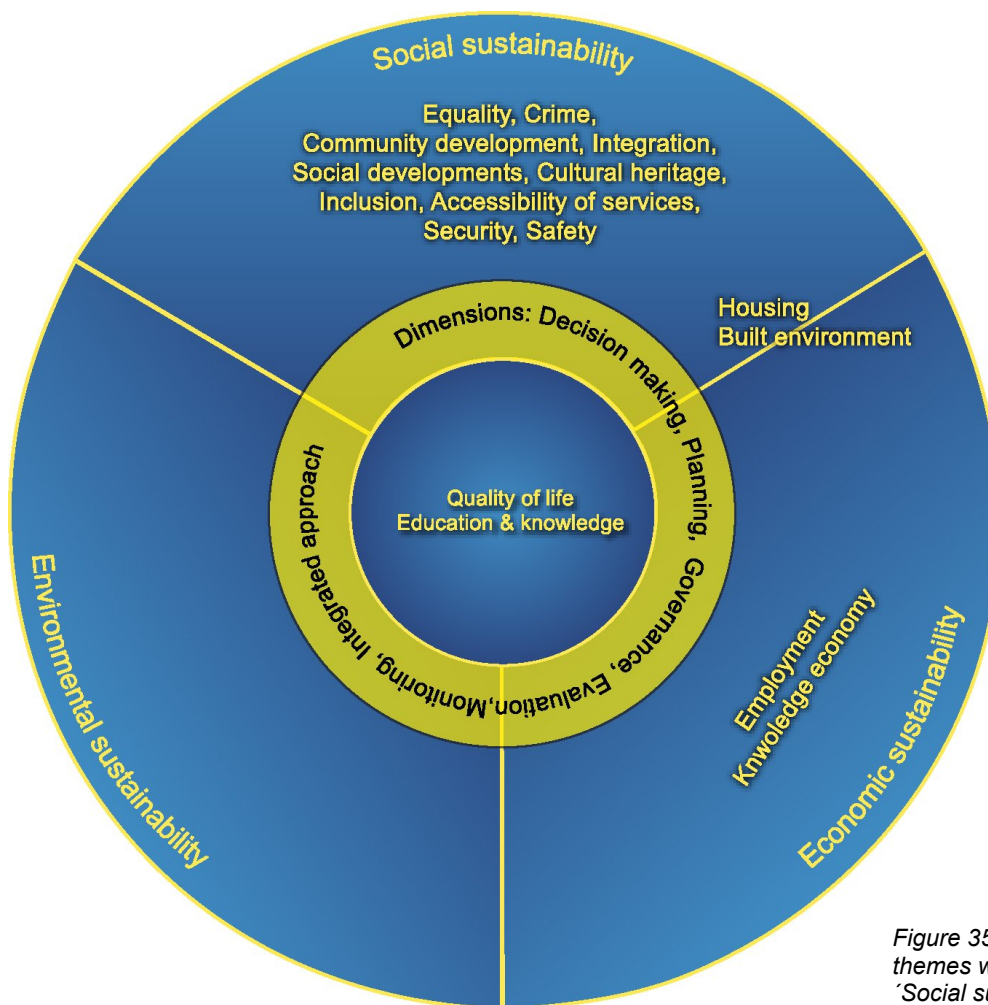 Social sustainability
Equality, Crime,
Community development, Integration,
Social developments, Cultural heritage,
Inclusion, Accessibility of services,
Security, Safety
Housing
Built environment
Dimensions: Decision making, Planning, Governance, Evaluation,Monitoring, Integrated approach
Quality of life
Education & knowledge
Environmental sustainability
Employment
Knwoledge economy
Economic sustainability
Figure 35
themes w
´Social su